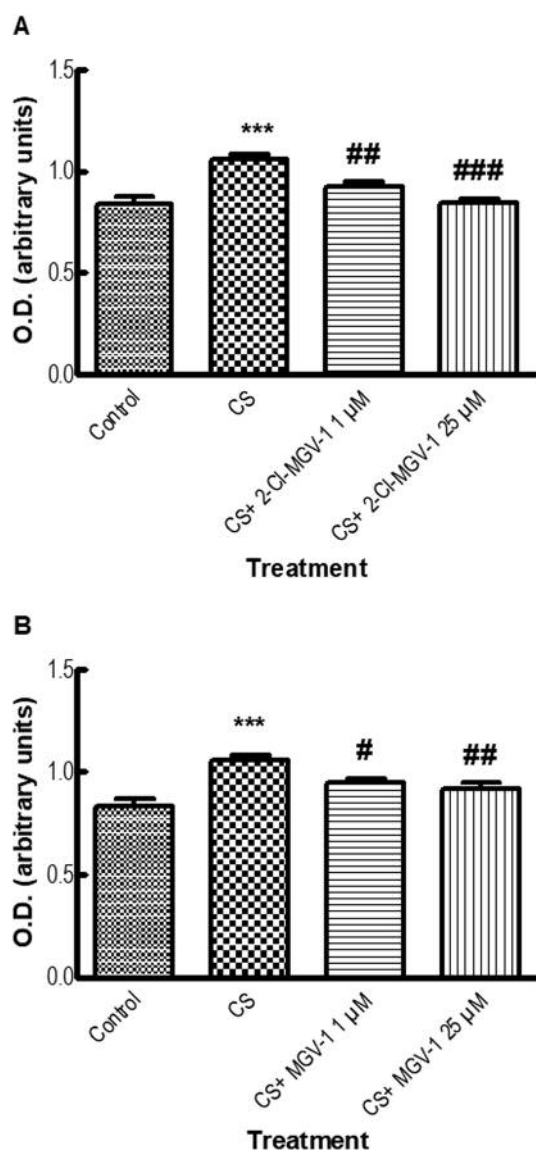 A
O.D. (arbitrary units)
1.5
1.0
0.5
0.0
***
##
###
Control
CS
CS+ 2-Cl-MGV-1 1 µM
CS+ 2-Cl-MGV-1 25 µM
Treatment
B
O.D. (arbitrary units)
1.5
1.0
0.5
0.0
***
#
##
Control
CS
CS+ MGV-1 1 µM
CS+ MGV-1 25 µM
Treatment